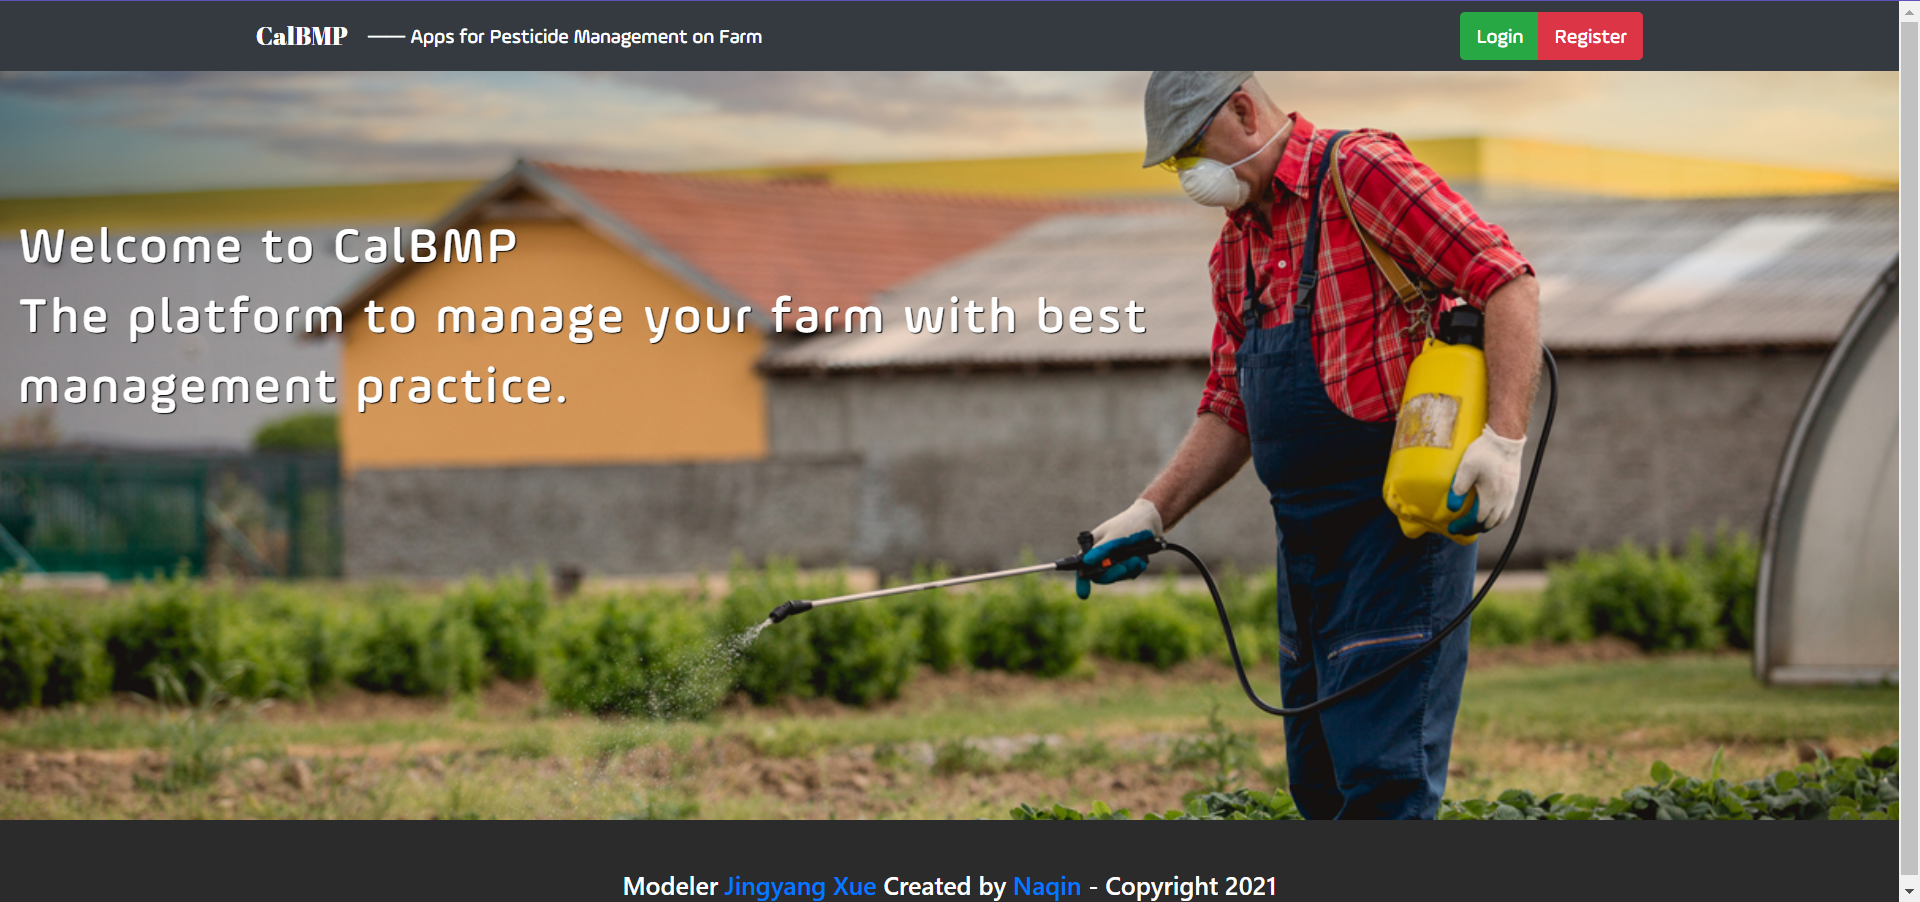 CalBMP —— Apps for Pesticide Management on Farm
Login Register
Welcome to CalBMP
The platform to manage your farm with best
management practice.
Modeler Jingyang Xue Created by Naqin - Copyright 2021